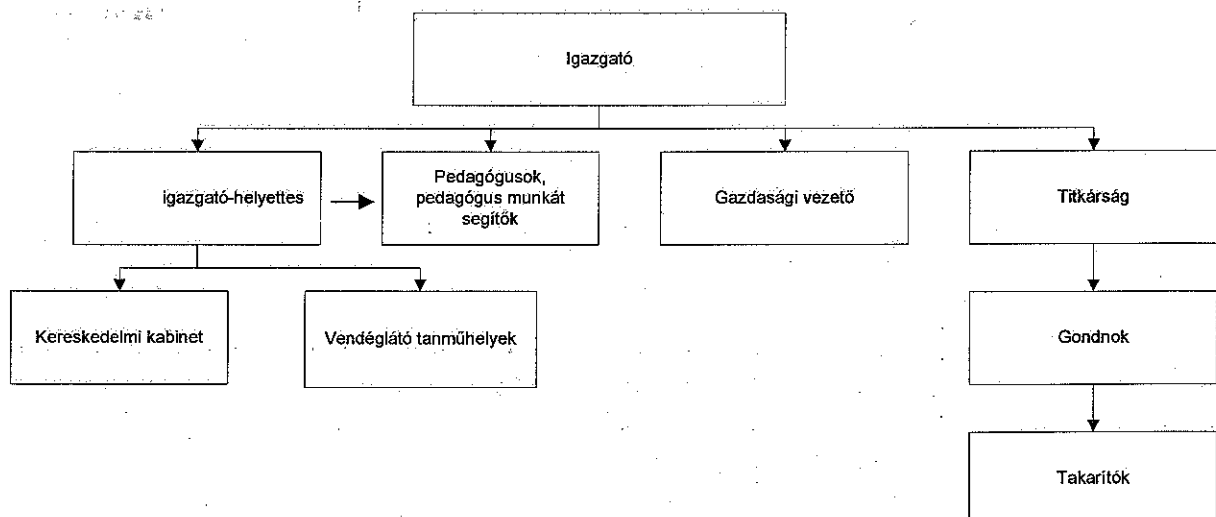 Igazgató
igazgató-helyettes
Pedagógusok,
pedagógus munkát
segítők
Gazdasági vezető
Titkárság
Kereskedelmi kabinet
Vendéglátó tanműhelyek
Gondnok
Takarítók